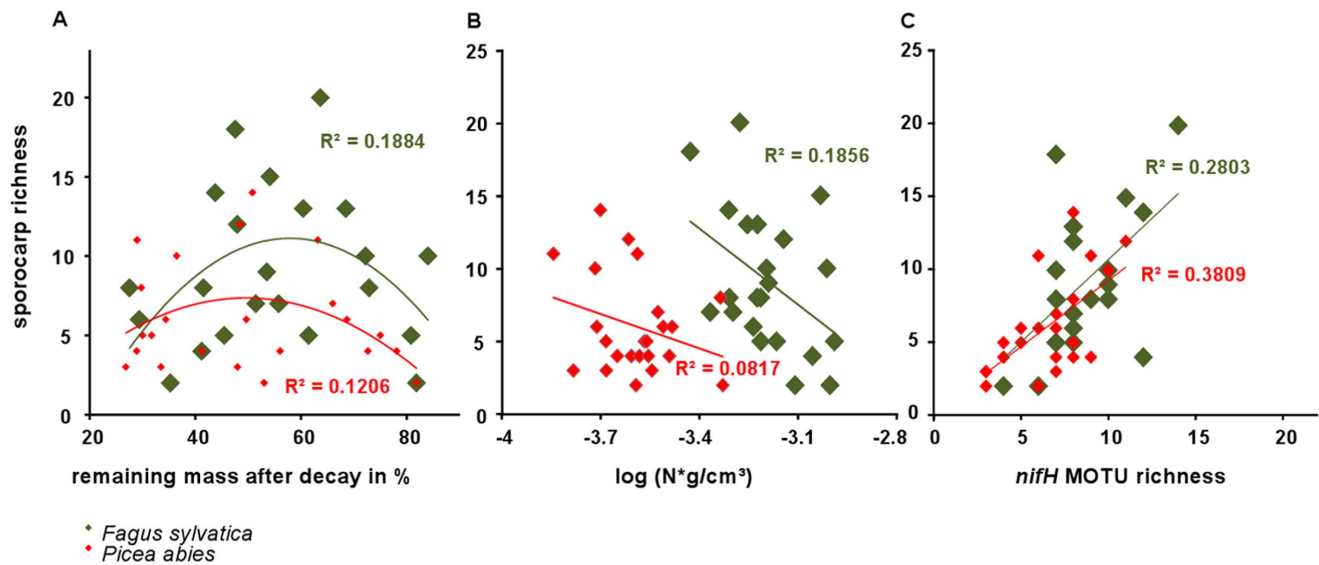 A
B
C
sporocarp richness
20
15
10
5
0
20 40 60 80
remaining mass after decay in %
R² = 0.1884
R² = 0.1206
25
20
15
10
5
0
-4 -3.7 -3.4 -3.1 -2.8
log (N*g/cm³)
R² = 0.1856
R² = 0.0817
25
20
15
10
5
0
0 5 10 15 20
nifH MOTU richness
R² = 0.2803
R² = 0.3809
Fagus sylvatica
Picea abies